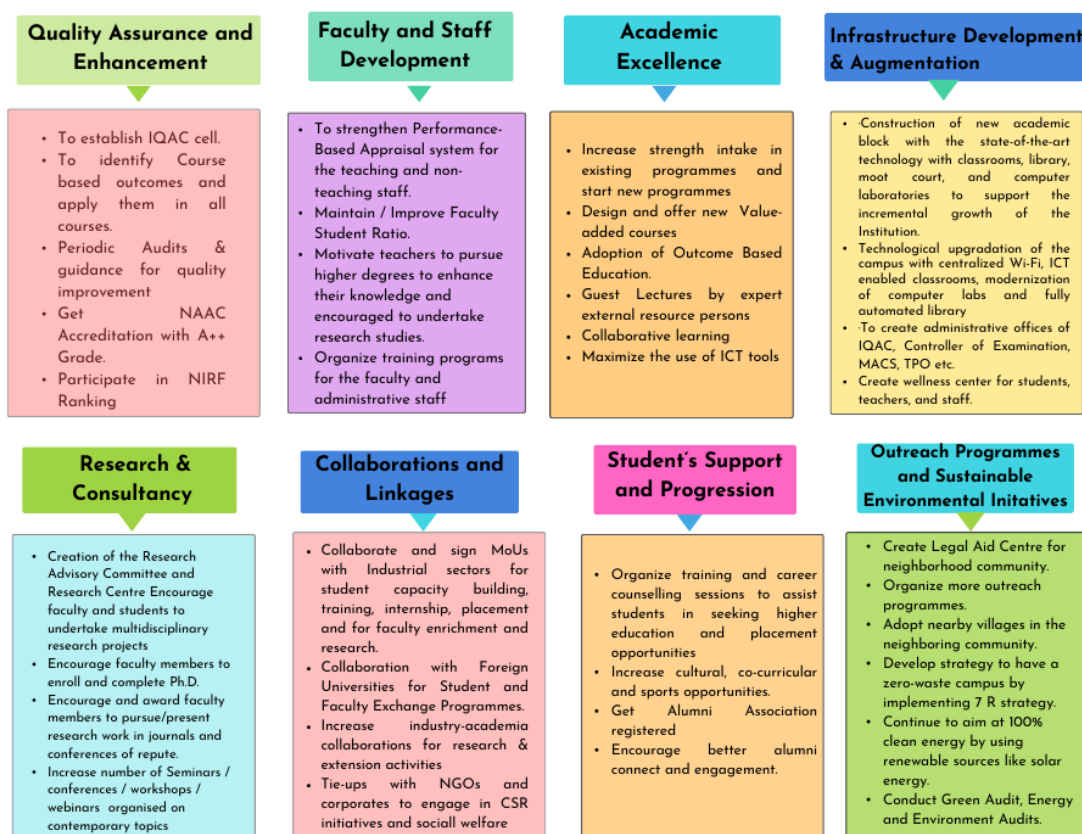 Quality Assurance and
Enhancement
• To establish IQAC cell.
• To identify Course
based outcomes and
apply them in all
courses.
• Periodic Audits &
guidance for quality
improvement
• Get NAAC
Accreditation with A++
Grade.
• Participate in NIRF
Ranking
Faculty and Staff
Development
• To strengthen Performance-
Based Appraisal system for
the teaching and non-
teaching staff.
• Maintain / Improve Faculty
Student Ratio.
• Motivate teachers to pursue
higher degrees to enhance
their knowledge and
encouraged to undertake
research studies.
• Organize training programs
for the faculty and
administrative staff
Academic
Excellence
• Increase strength intake in
existing programmes and
start new programmes
• Design and offer new Value-
added courses
• Adoption of Outcome Based
Education.
• Guest Lectures by expert
external resource persons
• Collaborative learning
• Maximize the use of ICT tools
Infrastructure Development
& Augmentation
• ·Construction of new academic
block with the state-of-the-art
technology with classrooms, library,
moot court, and computer
laboratories to support the
incremental growth of the
Institution.
• Technological upgradation of the
campus with centralized Wi-Fi, ICT
enabled classrooms, modernization
of computer labs and fully
automated library
• ·To create administrative offices of
IQAC, Controller of Examination,
MACS, TPO etc.
• Create wellness center for students,
teachers, and staff.
Research &
Consultancy
• Creation of the Research
Advisory Committee and
Research Centre Encourage
faculty and students to
undertake multidisciplinary
research projects
• Encourage faculty members to
enroll and complete Ph.D.
• Encourage and award faculty
members to pursue/present
research work in journals and
conferences of repute.
• Increase number of Seminars /
conferences / workshops /
webinars organised on
contemporary topics
Collaborations and
Linkages
• Collaborate and sign MoUs
with Industrial sectors for
student capacity building,
training, internship, placement
and for faculty enrichment and
research.
• Collaboration with Foreign
Universities for Student and
Faculty Exchange Programmes.
• Increase industry-academia
collaborations for research &
extension activities
• Tie-ups with NGOs and
corporates to engage in CSR
initiatives and sociall welfare
Student's Support
and Progression
• Organize training and career
counselling sessions to assist
students in seeking higher
education and placement
opportunities
• Increase cultural, co-curricular
and sports opportunities.
• Get Alumni Association
registered
• Encourage better alumni
connect and engagement.
Outreach Programmes
and Sustainable
Environmental Initatives
• Create Legal Aid Centre for
neighborhood community.
• Organize more outreach
programmes.
• Adopt nearby villages in the
neighboring community.
• Develop strategy to have a
zero-waste campus by
implementing 7 R strategy.
• Continue to aim at 100%
clean energy by using
renewable sources like solar
energy.
• Conduct Green Audit, Energy
and Environment Audits.